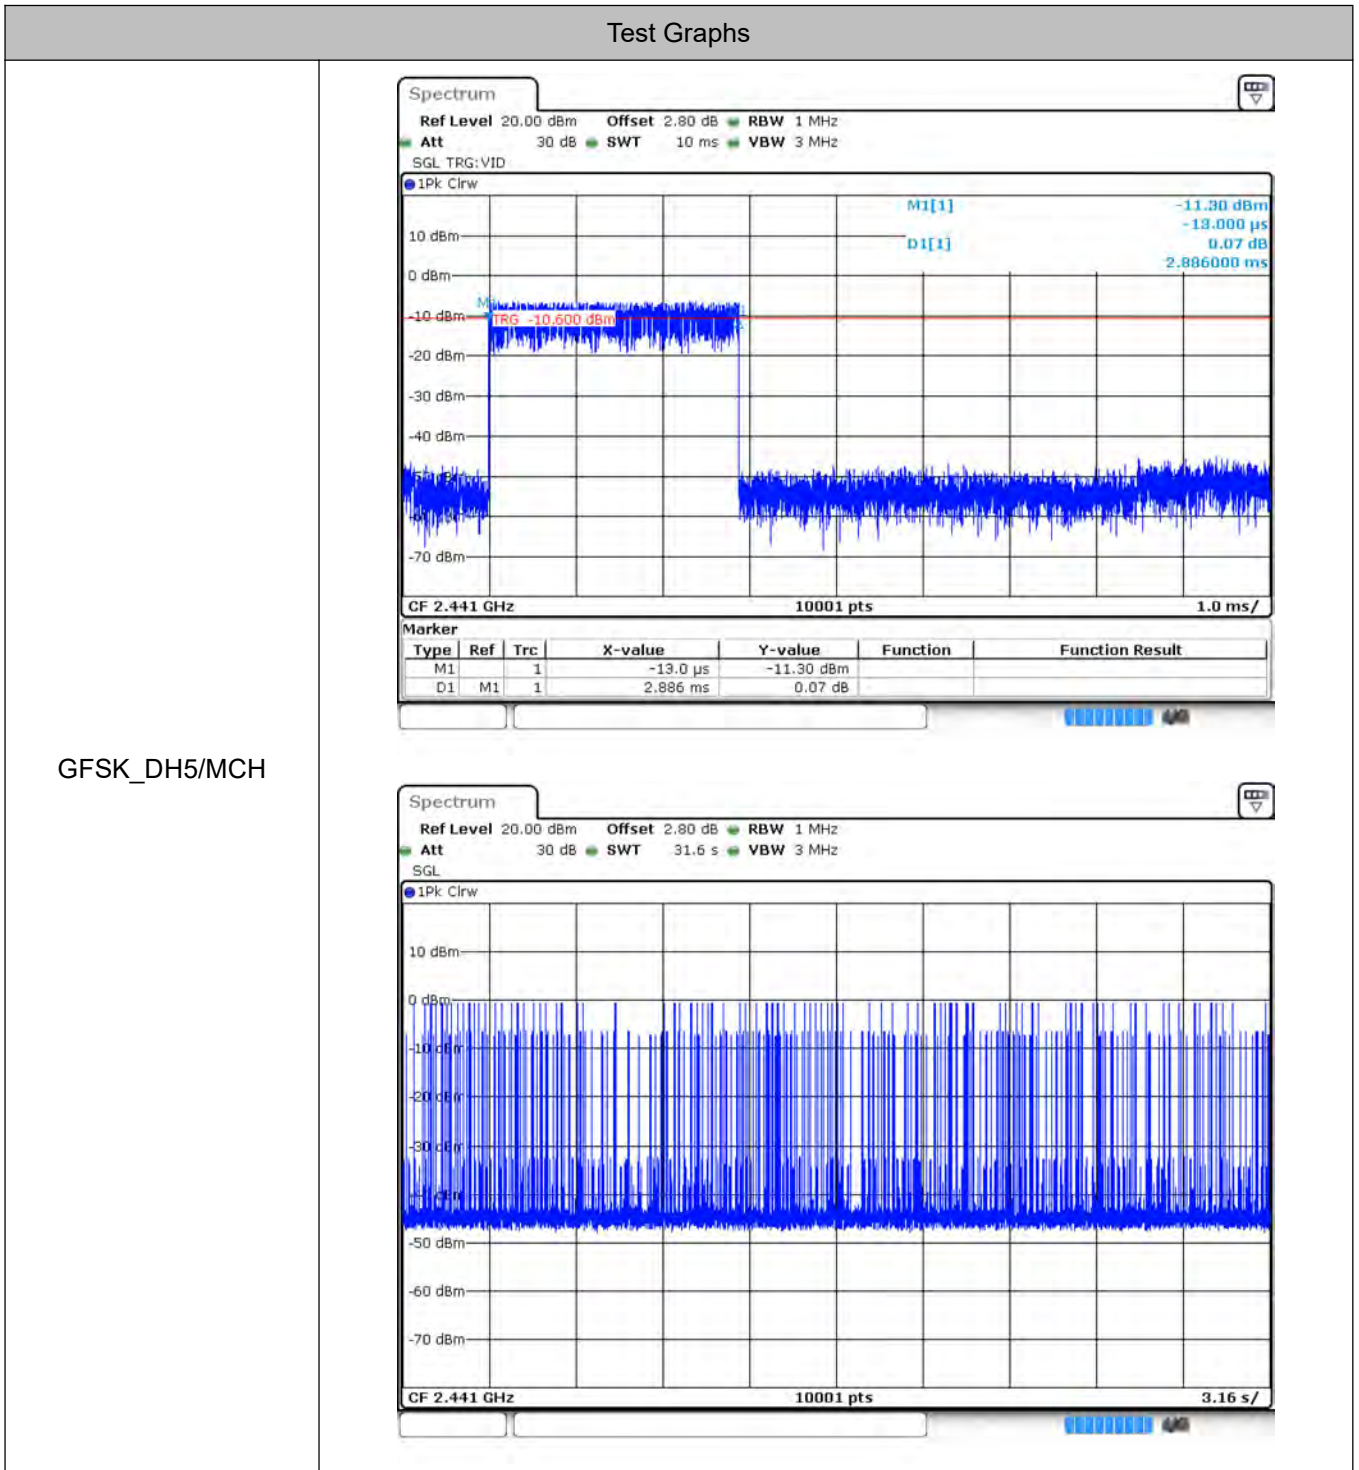 Test Graphs
GFSK_DH5/MCH
Spectrum
Ref Level 20.00 dBm Offset 2.80 dB RBW 1 MHz
Att 30 dB SWT 10 ms VBW 3 MHz
SGL TRG:VID
1Pk Clrw
M1[1] -11.30 dBm
-13.000 µs
10 dBm
D1[1] 0.07 dB
2.886000 ms
0 dBm
M1
-10 dBm
TRG -10.600 dBm
-20 dBm
-30 dBm
-40 dBm
-70 dBm
CF 2.441 GHz 10001 pts 1.0 ms/
Marker
Type Ref Trc X-value Y-value Function Function Result
M1 1 -13.0 µs -11.30 dBm
D1 M1 1 2.886 ms 0.07 dB
Spectrum
Ref Level 20.00 dBm Offset 2.80 dB RBW 1 MHz
Att 30 dB SWT 31.6 s VBW 3 MHz
SGL
1Pk Clrw
10 dBm
0 dBm
-10 dBm
-20 dBm
-30 dBm
-50 dBm
-60 dBm
-70 dBm
CF 2.441 GHz 10001 pts 3.16 s/